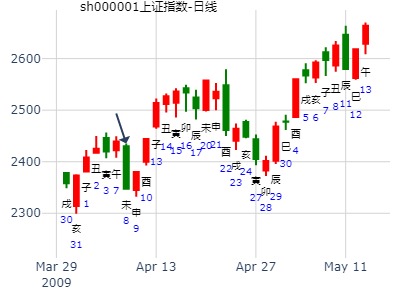 sh000001上证指数-日线
2600
2500
2400
2300
戌
30
亥
31
子
1
丑
2
寅
3
午
7
未
8
申
9
酉
10
子
13
丑
14
寅
15
卯
16
辰
17
未
20
申
21
酉
22
戌
23
亥
24
寅
27
卯
28
辰
29
巳
30
酉
4
戌
5
亥
6
子
7
丑
8
辰
11
巳
12
午
13
Mar 29
2009
Apr 13
Apr 27
May 11